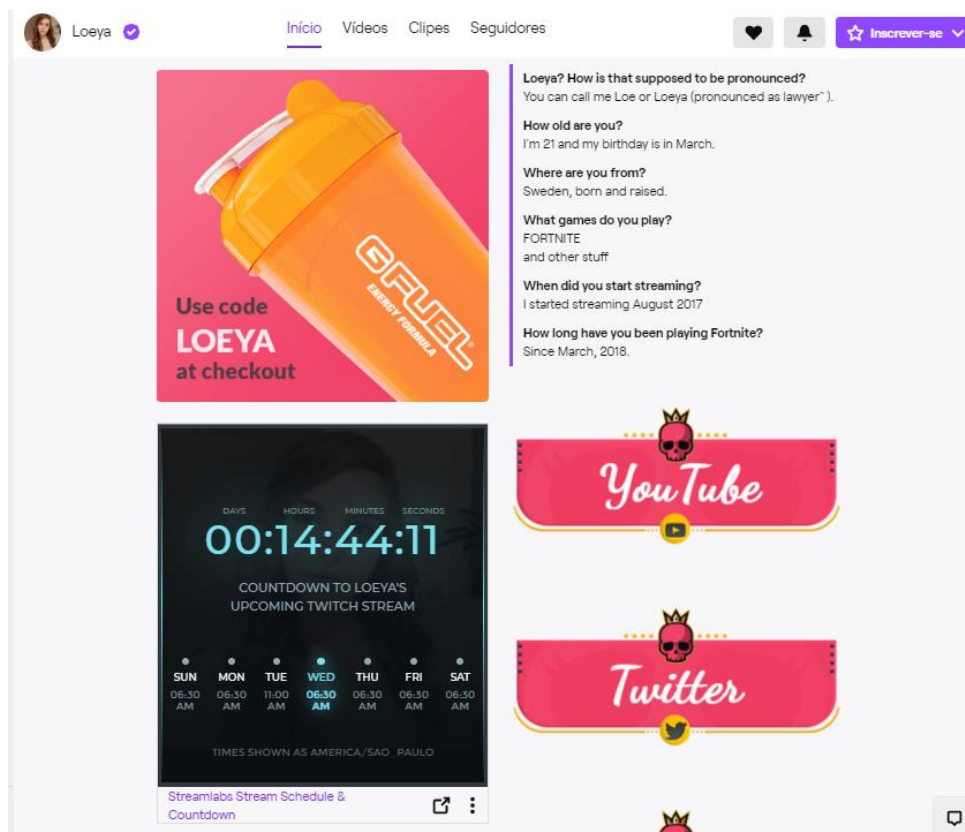 Loeya
Início
Vídeos
Clipes
Seguidores
Inscrever-se
Use code
LOEYA
at checkout
GFUEL
ENERGY FORMULA
Loeya? How is that supposed to be pronounced?
You can call me Loe or Loeya (pronounced as lawyer" ).
How old are you?
I'm 21 and my birthday is in March.
Where are you from?
Sweden, born and raised.
What games do you play?
FORTNITE
and other stuff
When did you start streaming?
I started streaming August 2017
How long have you been playing Fortnite?
Since March, 2018.
DAYS HOURS MINUTES SECONDS
00:14:44:11
COUNTDOWN TO LOEYA'S
UPCOMING TWITCH STREAM
SUN MON TUE WED THU FRI SAT
06:30 06:30 11:00 06:30 06:30 06:30 06:30
AM AM AM AM AM AM AM
TIMES SHOWN AS AMERICA/SAO_PAULO
Streamlabs Stream Schedule &
Countdown
YouTube
Twitter